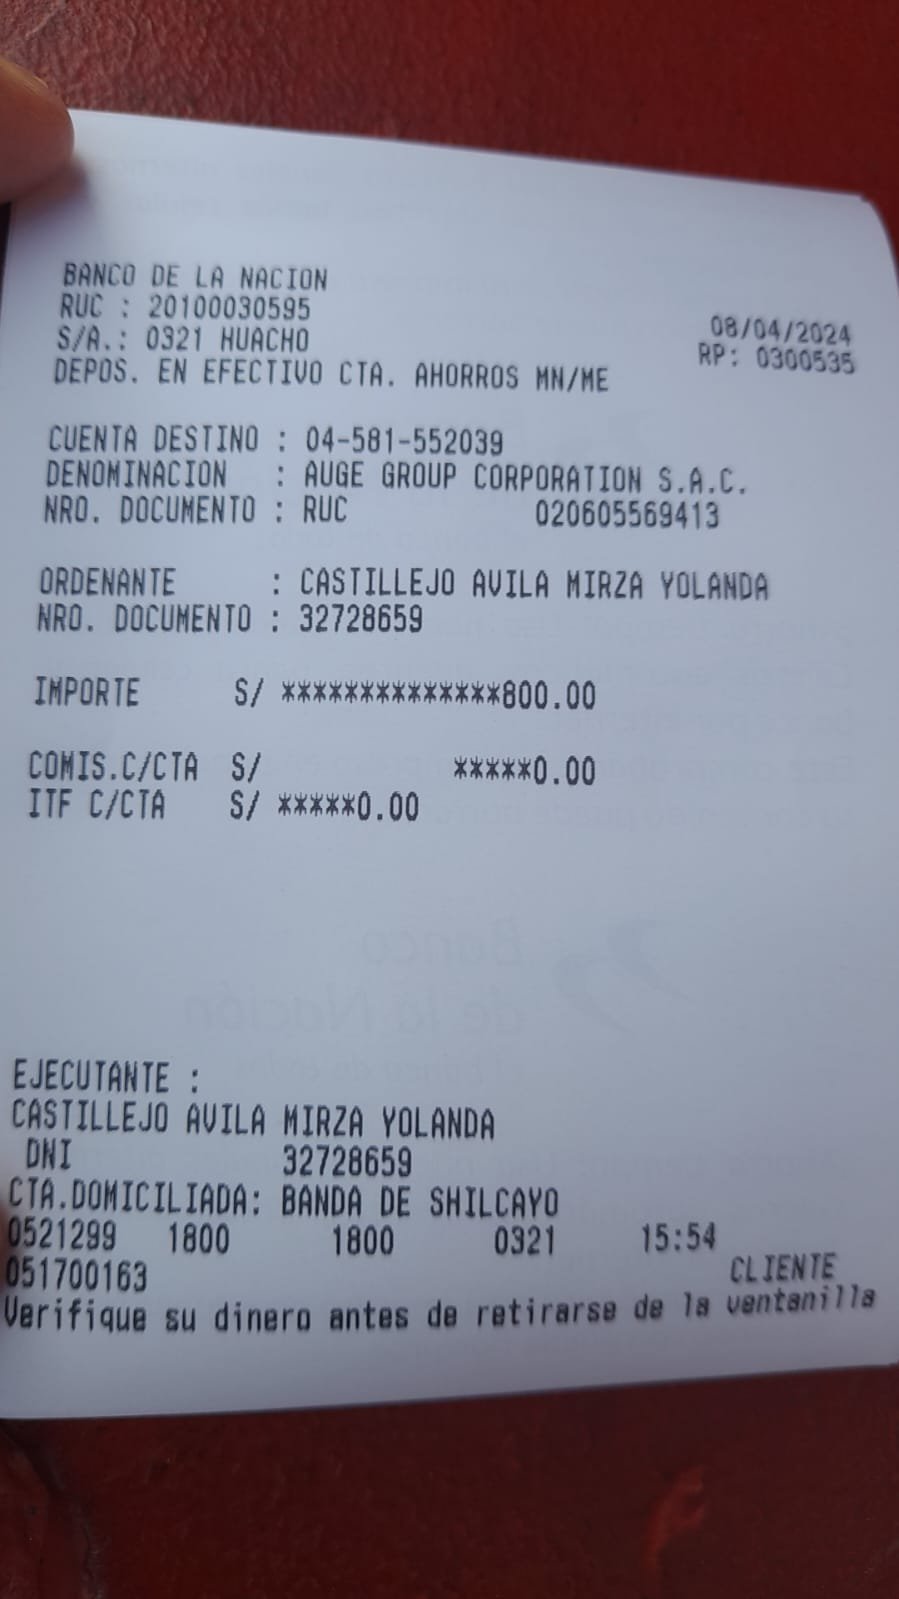 BANCO DE LA NACION
RUC : 20100030595
S/A.: 0321 HUACHO 08/04/2024
DEPOS. EN EFECTIVO CTA. AHORROS MN/ME RP: 0300535
CUENTA DESTINO : 04-581-552039
DENOMINACION : AUGE GROUP CORPORATION S.A.C.
NRO. DOCUMENTO : RUC 020605569413
ORDENANTE : CASTILLEJO AVILA MIRZA YOLANDA
NRO. DOCUMENTO : 32728659
IMPORTE S/ **************800.00
COMIS.C/CTA S/ *****0.00
ITF C/CTA S/ *****0.00
Banco
de la Nación
EJECUTANTE :
CASTILLEJO AVILA MIRZA YOLANDA
DNI 32728659
CTA.DOMICILIADA: BANDA DE SHILCAYO
0521299 1800 1800 0321 15:54
051700163 CLIENTE
Verifique su dinero antes de retirarse de la ventanilla